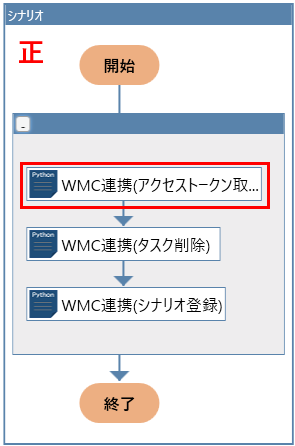 シナリオ
正
開始
-
Python
WMC連携(アクセストークン取...
Python
WMC連携(タスク削除)
Python
WMC連携(シナリオ登録)
終了